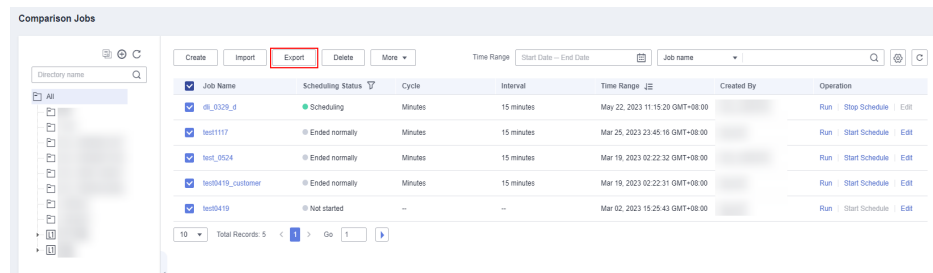 Comparison Jobs
Create Import Export Delete More Time Range Start Date – End Date Job name
Directory name
All
Job Name Scheduling Status Cycle Interval Time Range Created By Operation
dli_0329_d Scheduling Minutes 15 minutes May 22, 2023 11:15:20 GMT+08:00 Run Stop Schedule Edit
test1117 Ended normally Minutes 15 minutes Mar 25, 2023 23:45:16 GMT+08:00 Run Start Schedule Edit
test_0524 Ended normally Minutes 15 minutes Mar 19, 2023 02:22:32 GMT+08:00 Run Start Schedule Edit
test0419_customer Ended normally Minutes 15 minutes Mar 19, 2023 02:22:31 GMT+08:00 Run Start Schedule Edit
test0419 Not started -- -- Mar 02, 2023 15:25:43 GMT+08:00 Run Start Schedule Edit
10 Total Records: 5 < 1 > Go 1
L1
L1